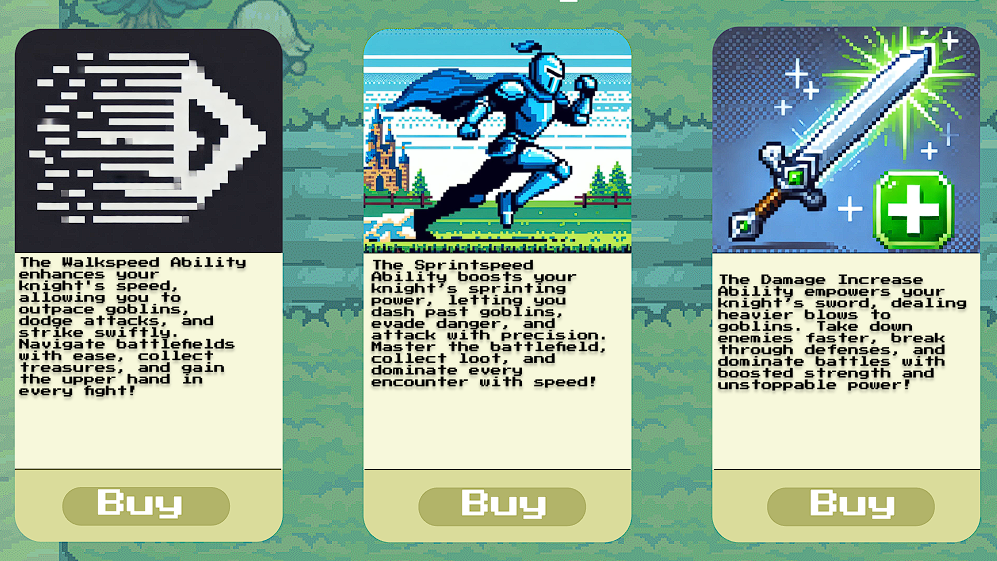 The Walkspeed Ability
enhances your
knight's speed,
allowing you to
outpace goblins,
dodge attacks, and
strike swiftly.
Navigate battlefields
with ease, collect
treasures, and gain
the upper hand in
every fight!
Buy
The Sprintspeed
Ability boosts your
knight's sprinting
power, letting you
dash past goblins,
evade danger, and
attack with precision.
Master the battlefield,
collect loot, and
dominate every
encounter with speed!
Buy
The Damage Increase
Ability empowers your
knight's sword, dealing
heavier blows to
goblins. Take down
enemies faster, break
through defenses, and
dominate battles with
boosted strength and
unstoppable power!
Buy